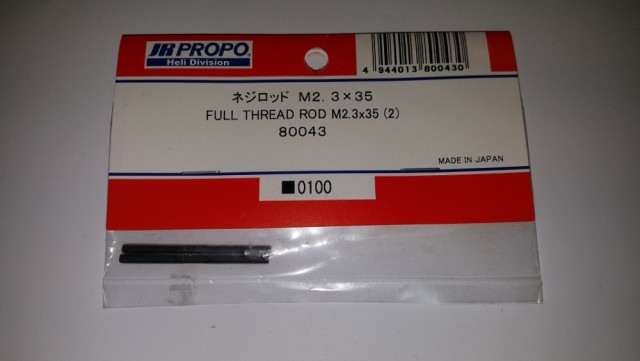 JR PROPO
Heli Division
4 944013 800430
ネジロッド M2.3×35
FULL THREAD ROD M2.3x35 (2)
80043
MADE IN JAPAN
■0100